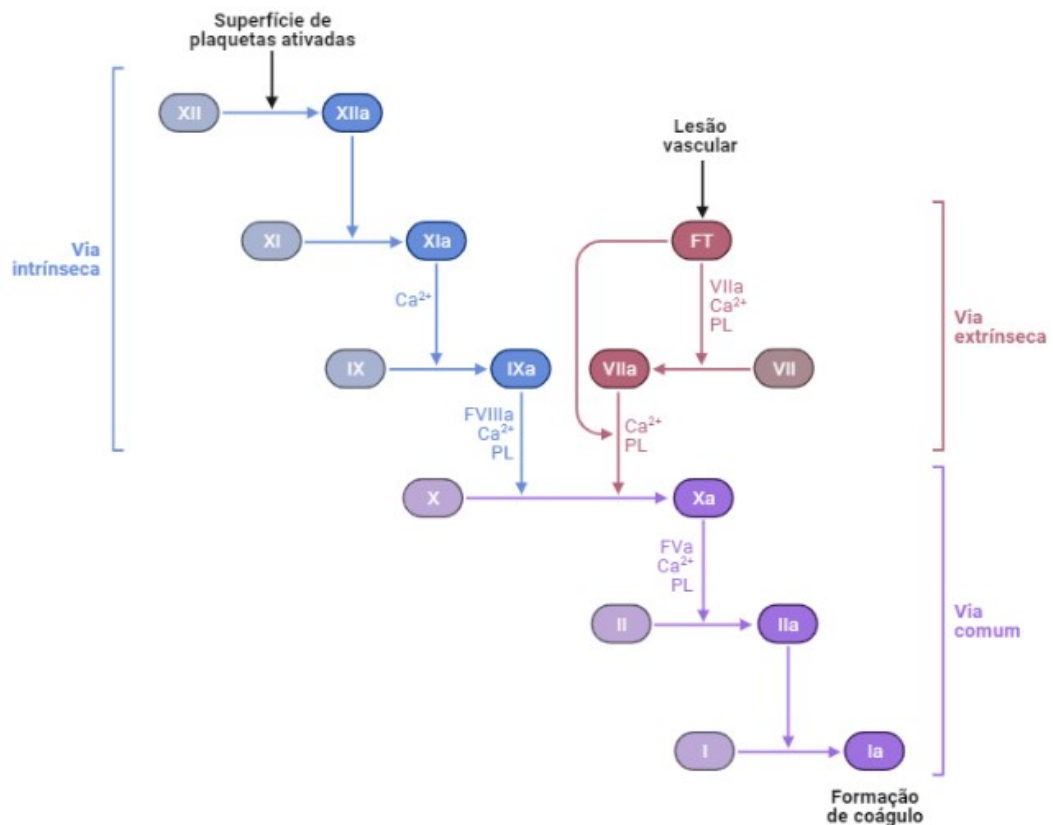 Superfície de
plaquetas ativadas
XII
XIIa
Lesão
vascular
Via
intrínseca
XI
XIa
FT
Ca²⁺
VIIa
Ca²⁺
PL
Via
extrínseca
IX
IXa
VIIa
VII
FVIIIa
Ca²⁺
PL
Ca²⁺
PL
X
Xa
FVa
Ca²⁺
PL
II
IIa
Via
comum
I
Ia
Formação
de coágulo